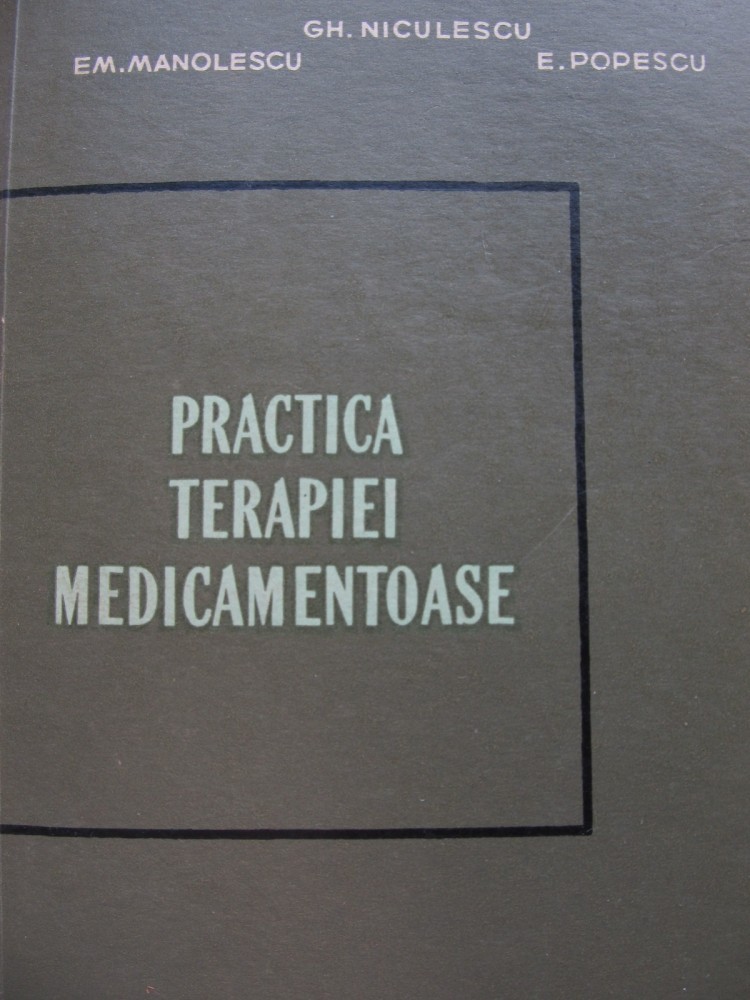 GH. NICULESCU
EM. MANOLESCU E. POPESCU
PRACTICA
TERAPIEI
MEDICAMENTOASE